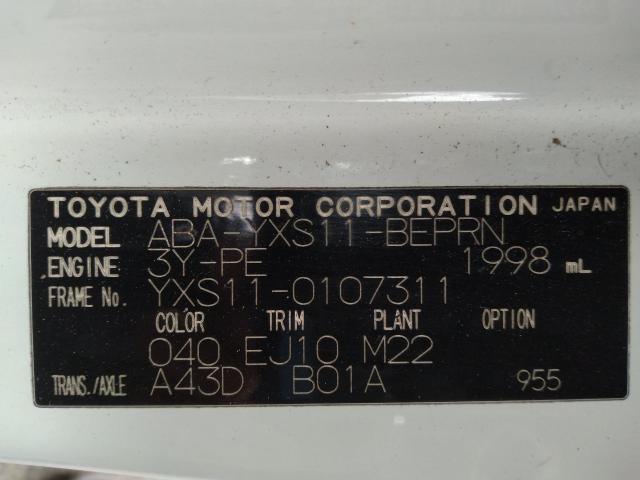 TOYOTA MOTOR CORPORATION JAPAN
MODEL ABA-YXS11-BEPRN
ENGINE 3Y-PE 1998 mL
FRAME No. YXS11-0107311
COLOR TRIM PLANT OPTION
040 EJ10 M22
TRANS./AXLE A43D B01A 955